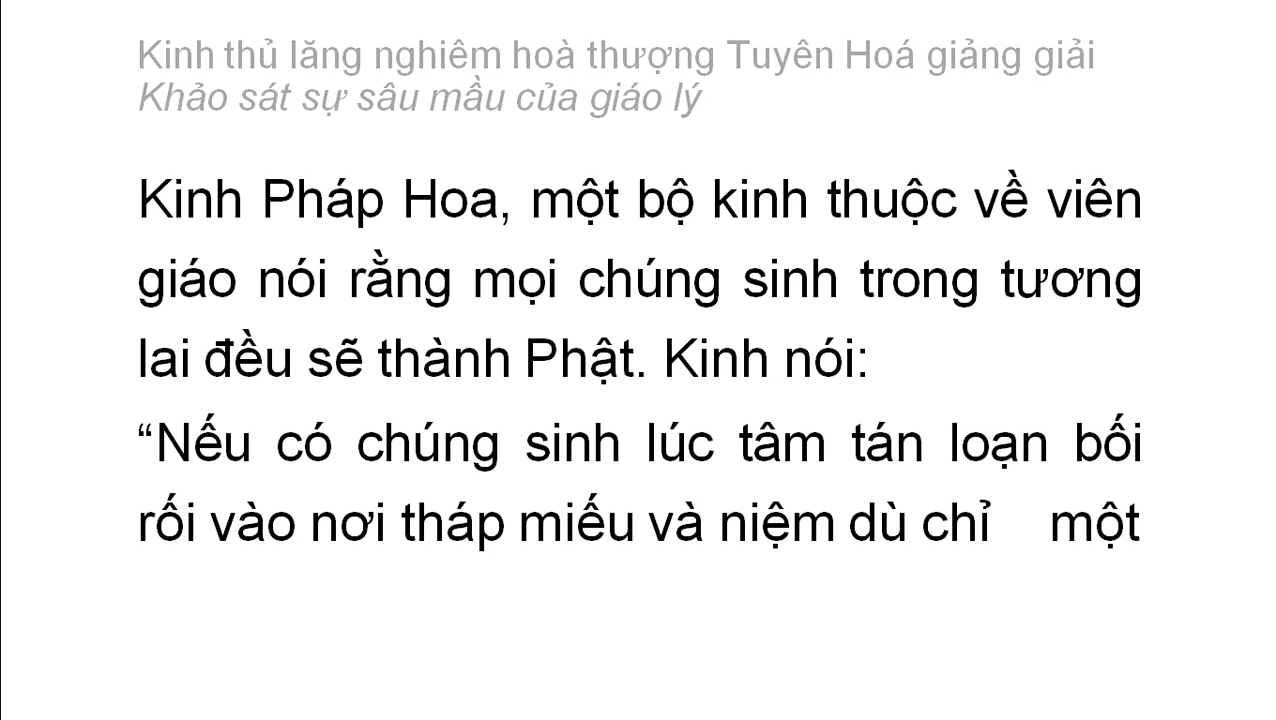 Kinh thủ lăng nghiêm hoà thượng Tuyên Hoá giảng giải
Khảo sát sự sâu mầu của giáo lý
Kinh Pháp Hoa, một bộ kinh thuộc về viên
giáo nói rằng mọi chúng sinh trong tương
lai đều sẽ thành Phật. Kinh nói:
“Nếu có chúng sinh lúc tâm tán loạn bối
rối vào nơi tháp miếu và niệm dù chỉ một